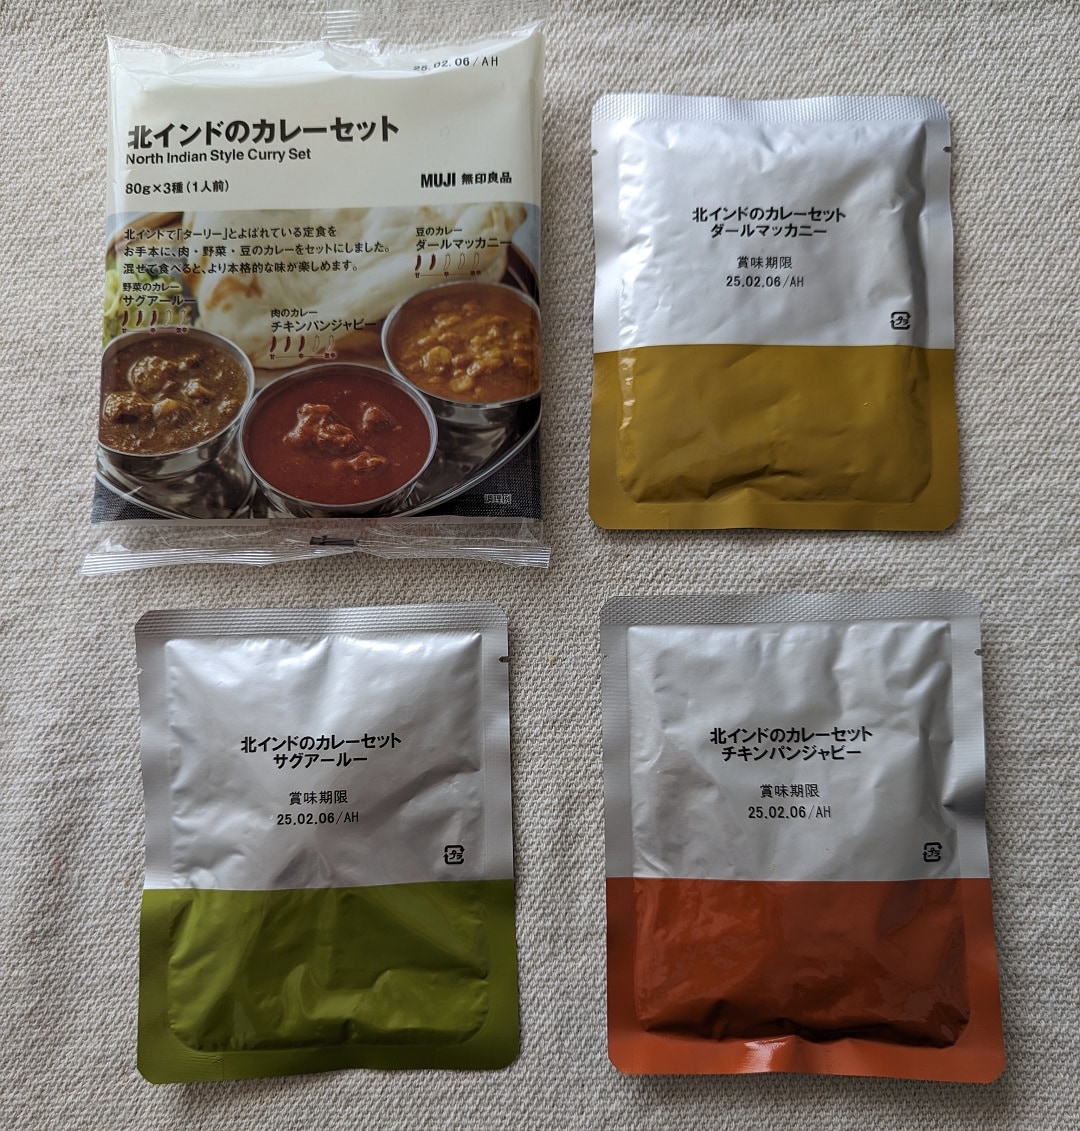 25.02.06/AH
北インドのカレーセット
North Indian Style Curry Set
80g×3種(1人前)
MUJI 無印良品
北インドで「ターリー」とよばれている定食を
お手本に、肉・野菜・豆のカレーをセットにしました。
混ぜて食べると、より本格的な味が楽しめます。
豆のカレー
ダールマッカニー
野菜のカレー
サグアールー
肉のカレー
チキンパンジャビー
調理例
北インドのカレーセット
ダールマッカニー
賞味期限
25.02.06/AH
プラ
北インドのカレーセット
サグアールー
賞味期限
25.02.06/AH
プラ
北インドのカレーセット
チキンパンジャビー
賞味期限
25.02.06/AH
プラ